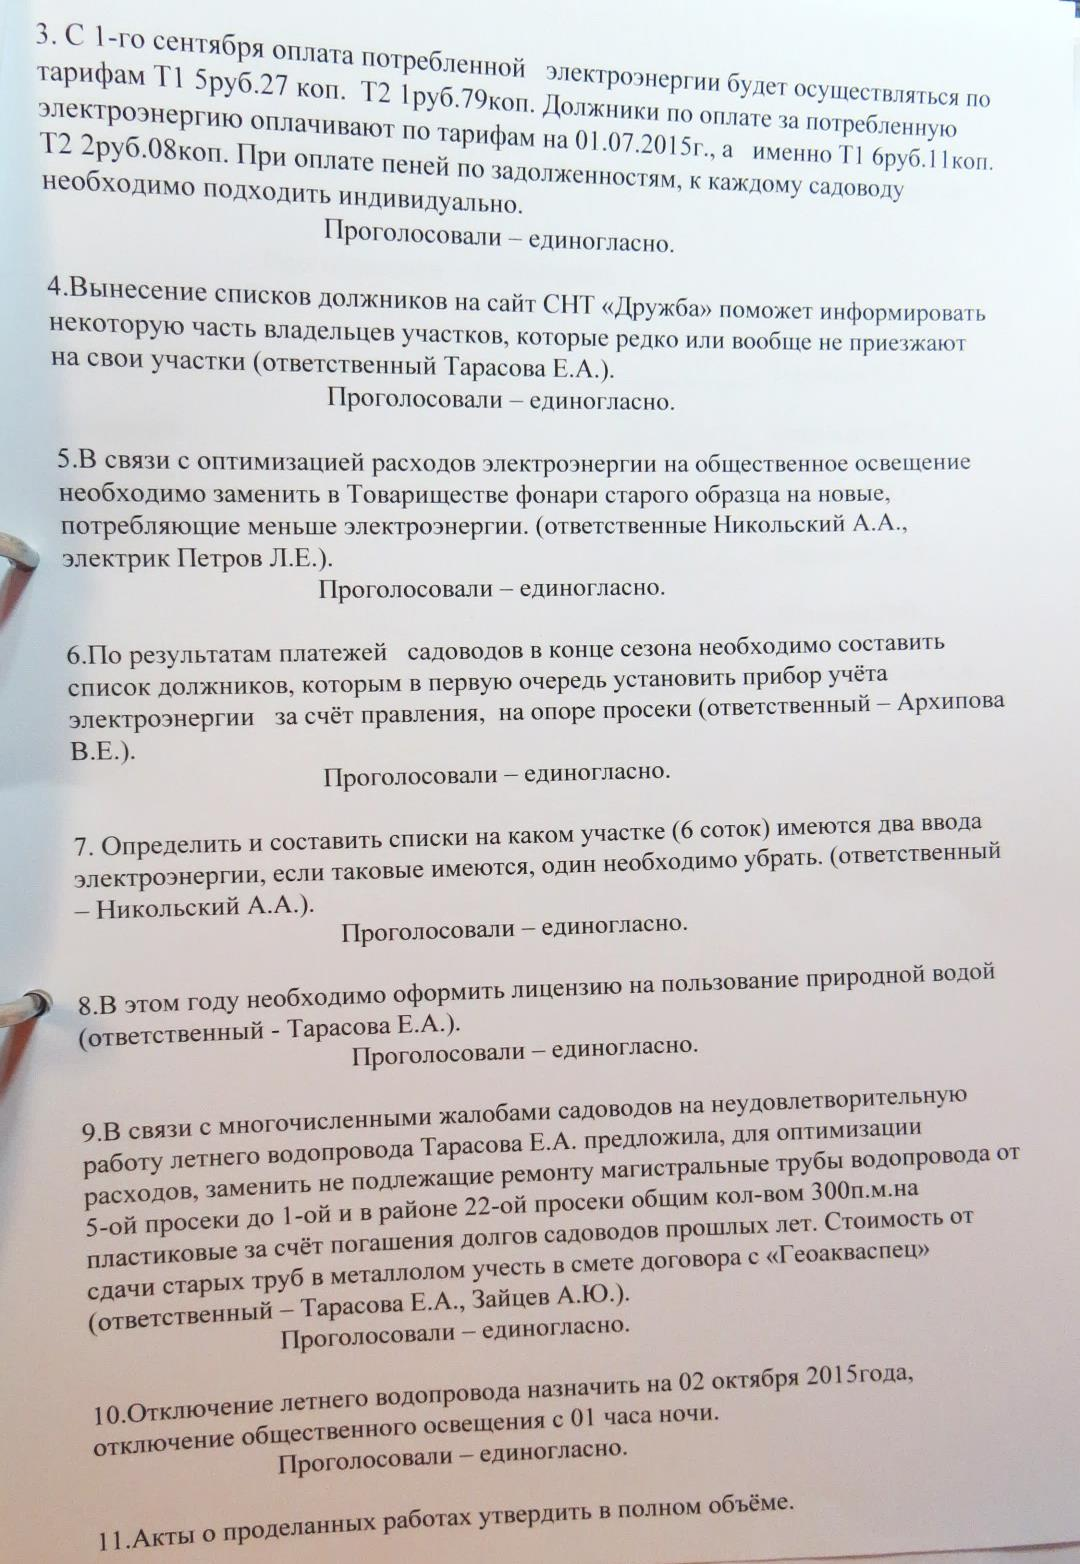 3. С 1-го сентября оплата потребленной электроэнергии будет осуществляться по
тарифам Т1 5руб.27 коп. Т2 1руб.79коп. Должники по оплате за потребленную
электроэнергию оплачивают по тарифам на 01.07.2015г., а именно Т1 6руб.11коп.
Т2 2руб.08коп. При оплате пеней по задолженностям, к каждому садоводу
необходимо подходить индивидуально.
Проголосовали – единогласно.
4.Вынесение списков должников на сайт СНТ «Дружба» поможет информировать
некоторую часть владельцев участков, которые редко или вообще не приезжают
на свои участки (ответственный Тарасова Е.А.).
Проголосовали – единогласно.
5.В связи с оптимизацией расходов электроэнергии на общественное освещение
необходимо заменить в Товариществе фонари старого образца на новые,
потребляющие меньше электроэнергии. (ответственные Никольский А.А.,
электрик Петров Л.Е.).
Проголосовали – единогласно.
6.По результатам платежей садоводов в конце сезона необходимо составить
список должников, которым в первую очередь установить прибор учёта
электроэнергии за счёт правления, на опоре просеки (ответственный – Архипова
В.Е.).
Проголосовали – единогласно.
7. Определить и составить списки на каком участке (6 соток) имеются два ввода
электроэнергии, если таковые имеются, один необходимо убрать. (ответственный
– Никольский А.А.).
Проголосовали – единогласно.
8.В этом году необходимо оформить лицензию на пользование природной водой
(ответственный - Тарасова Е.А.).
Проголосовали – единогласно.
9.В связи с многочисленными жалобами садоводов на неудовлетворительную
работу летнего водопровода Тарасова Е.А. предложила, для оптимизации
расходов, заменить не подлежащие ремонту магистральные трубы водопровода от
5-ой просеки до 1-ой и в районе 22-ой просеки общим кол-вом 300п.м.на
пластиковые за счёт погашения долгов садоводов прошлых лет. Стоимость от
сдачи старых труб в металлолом учесть в смете договора с «Геоакваспец»
(ответственный – Тарасова Е.А., Зайцев А.Ю.).
Проголосовали – единогласно.
10.Отключение летнего водопровода назначить на 02 октября 2015года,
отключение общественного освещения с 01 часа ночи.
Проголосовали – единогласно.
11.Акты о проделанных работах утвердить в полном объёме.